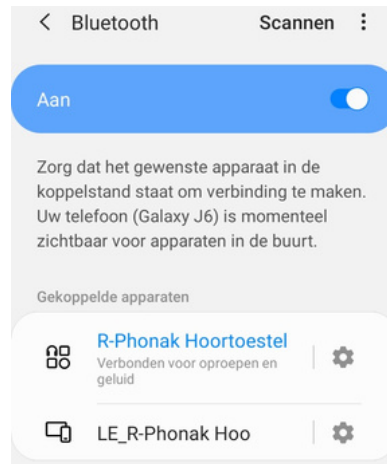 Bluetooth Scannen
Aan
Zorg dat het gewenste apparaat in de
koppelstand staat om verbinding te maken.
Uw telefoon (Galaxy J6) is momenteel
zichtbaar voor apparaten in de buurt.
Gekoppelde apparaten
R-Phonak Hoortoestel
Verbonden voor oproepen en
geluid
LE_R-Phonak Hoo